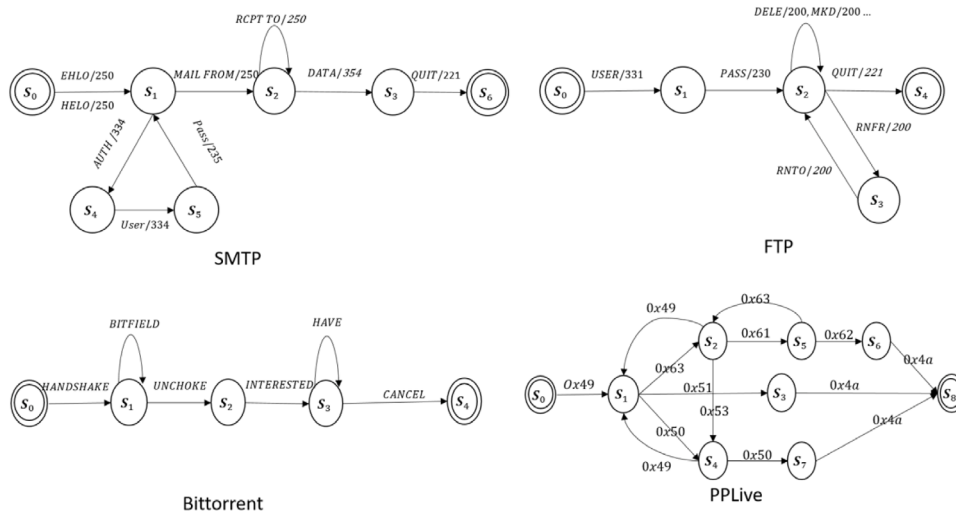 RCPT TO/250
EHLO/250
MAIL FROM/250
DATA/354
QUIT/221
S0
S1
S2
S3
S6
HELO/250
AUTH/334
Pass/235
S4
S5
User/334
SMTP
DELE/200, MKD/200 ...
USER/331
PASS/230
QUIT/221
S0
S1
S2
S4
RNFR/200
RNTO/200
S3
FTP
BITFIELD
HAVE
HANDSHAKE
UNCHOKE
INTERESTED
CANCEL
S0
S1
S2
S3
S4
Bittorrent
0x63
0x49
S2
0x61
S5
0x62
S6
0x63
0x4a
Ox49
S0
S1
0x51
S3
0x4a
S8
0x53
0x50
0x4a
0x49
S4
0x50
S7
PPLive